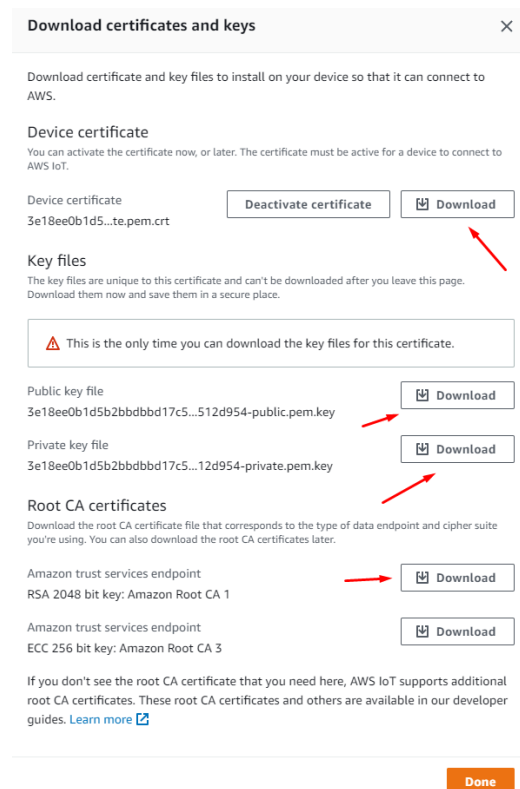 Download certificates and keys
Download certificate and key files to install on your device so that it can connect to
AWS.
Device certificate
You can activate the certificate now, or later. The certificate must be active for a device to connect to
AWS IoT.
Device certificate
3e18ee0b1d5...te.pem.crt
Deactivate certificate
Download
Key files
The key files are unique to this certificate and can't be downloaded after you leave this page.
Download them now and save them in a secure place.
This is the only time you can download the key files for this certificate.
Public key file
3e18ee0b1d5b2bbdbbd17c5...512d954-public.pem.key
Download
Private key file
3e18ee0b1d5b2bbdbbd17c5...12d954-private.pem.key
Download
Root CA certificates
Download the root CA certificate file that corresponds to the type of data endpoint and cipher suite
you're using. You can also download the root CA certificates later.
Amazon trust services endpoint
RSA 2048 bit key: Amazon Root CA 1
Download
Amazon trust services endpoint
ECC 256 bit key: Amazon Root CA 3
Download
If you don't see the root CA certificate that you need here, AWS IoT supports additional
root CA certificates. These root CA certificates and others are available in our developer
guides. Learn more
Done